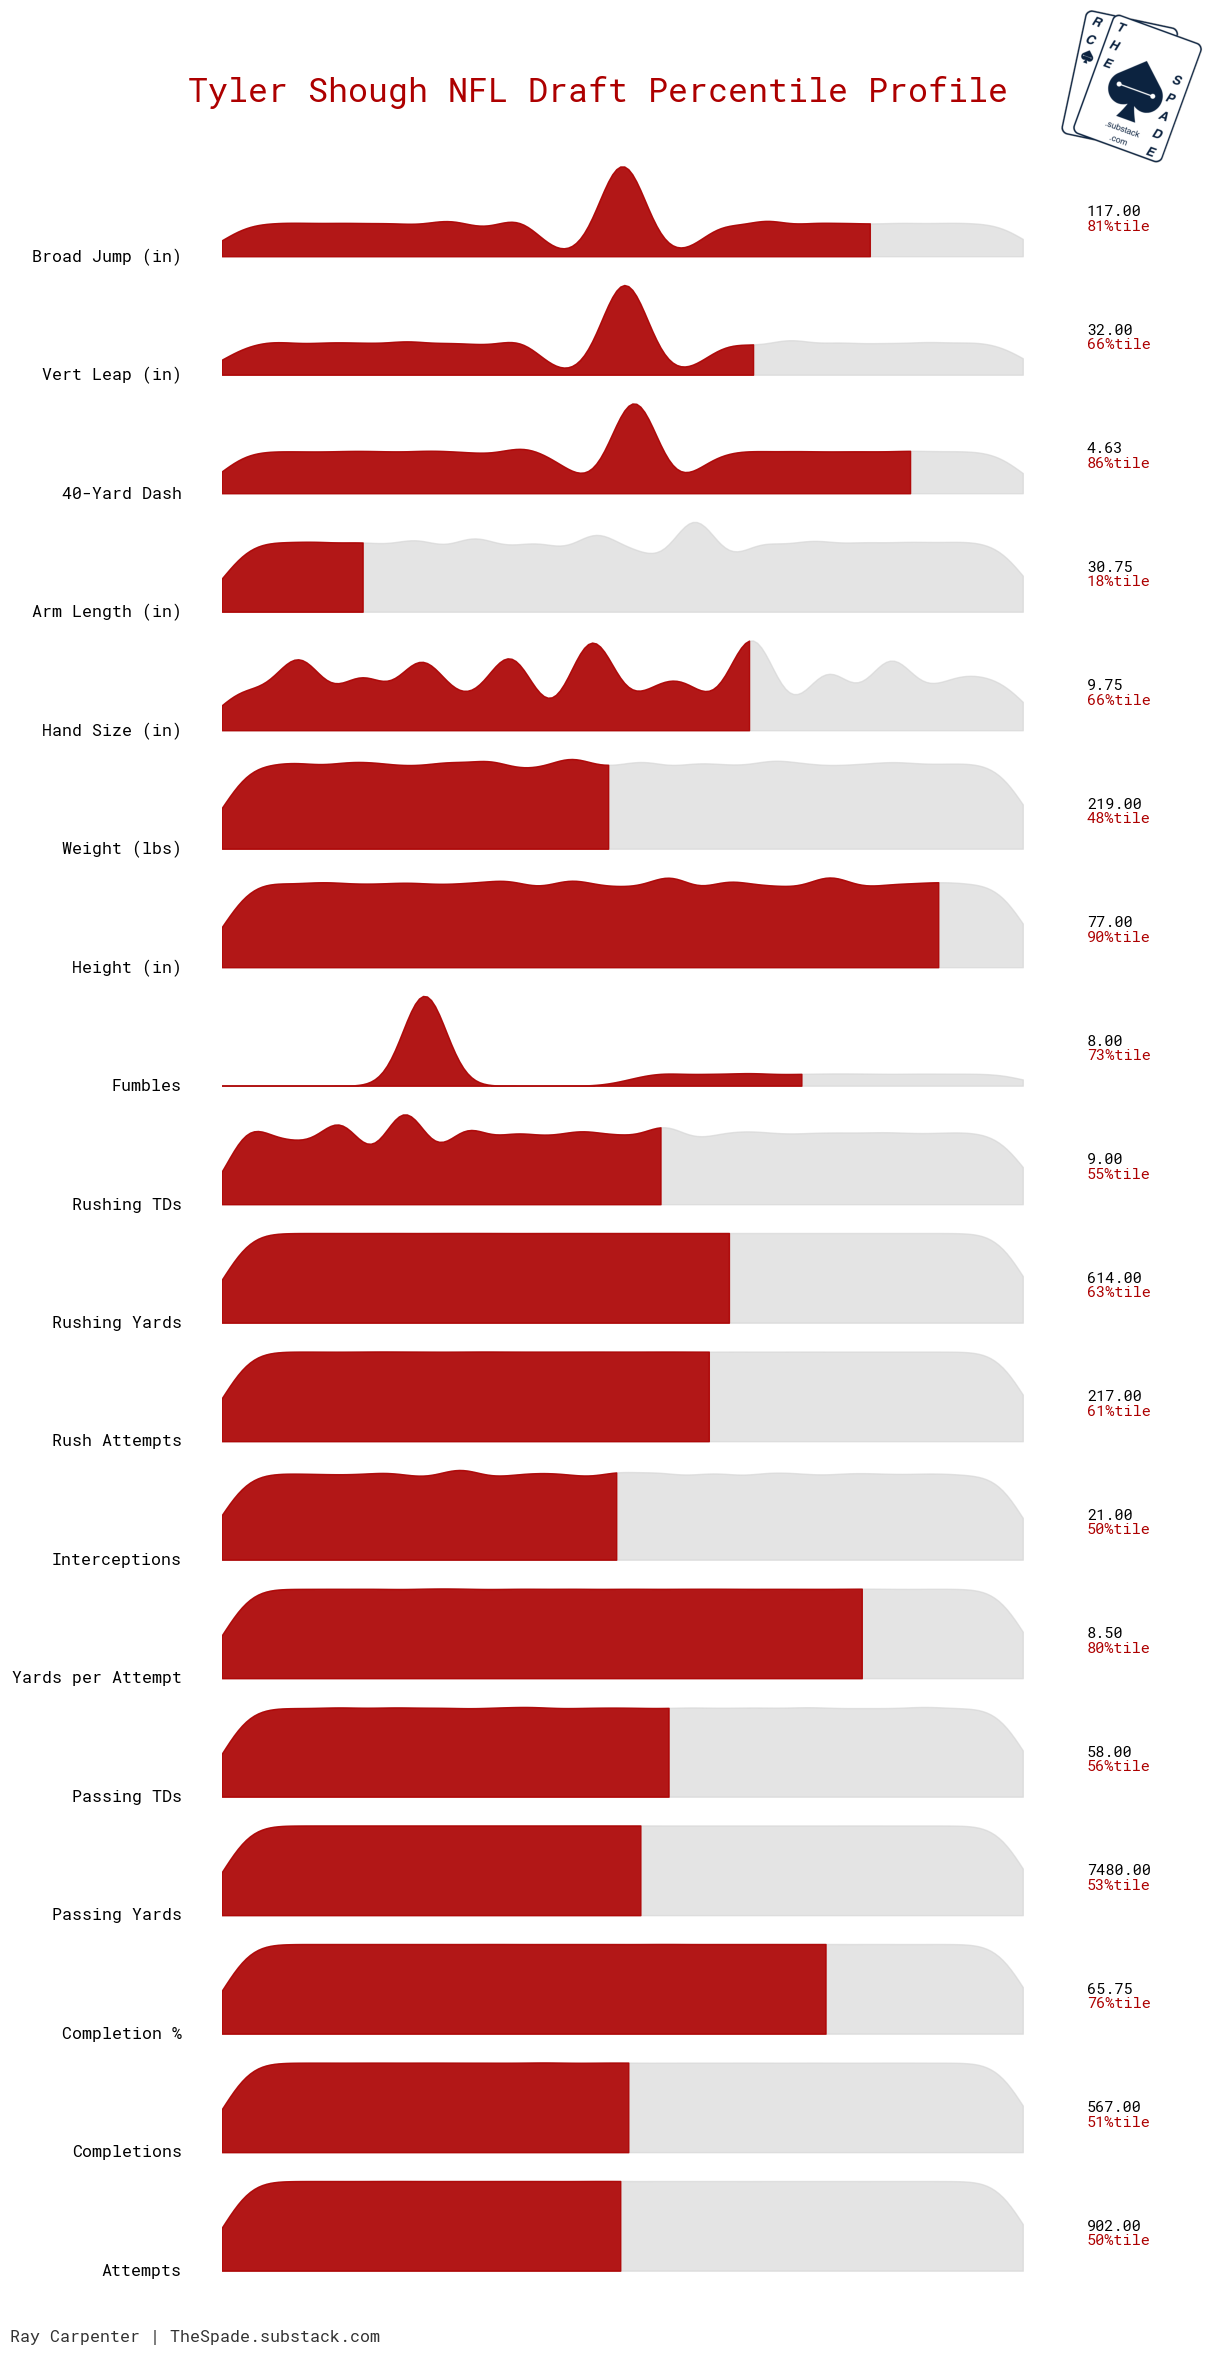 R
C
T
H
E
S
P
A
D
E
.substack
.com
Tyler Shough NFL Draft Percentile Profile
Broad Jump (in)
117.00
81%tile
Vert Leap (in)
32.00
66%tile
40-Yard Dash
4.63
86%tile
Arm Length (in)
30.75
18%tile
Hand Size (in)
9.75
66%tile
Weight (lbs)
219.00
48%tile
Height (in)
77.00
90%tile
Fumbles
8.00
73%tile
Rushing TDs
9.00
55%tile
Rushing Yards
614.00
63%tile
Rush Attempts
217.00
61%tile
Interceptions
21.00
50%tile
Yards per Attempt
8.50
80%tile
Passing TDs
58.00
56%tile
Passing Yards
7480.00
53%tile
Completion %
65.75
76%tile
Completions
567.00
51%tile
Attempts
902.00
50%tile
Ray Carpenter | TheSpade.substack.com